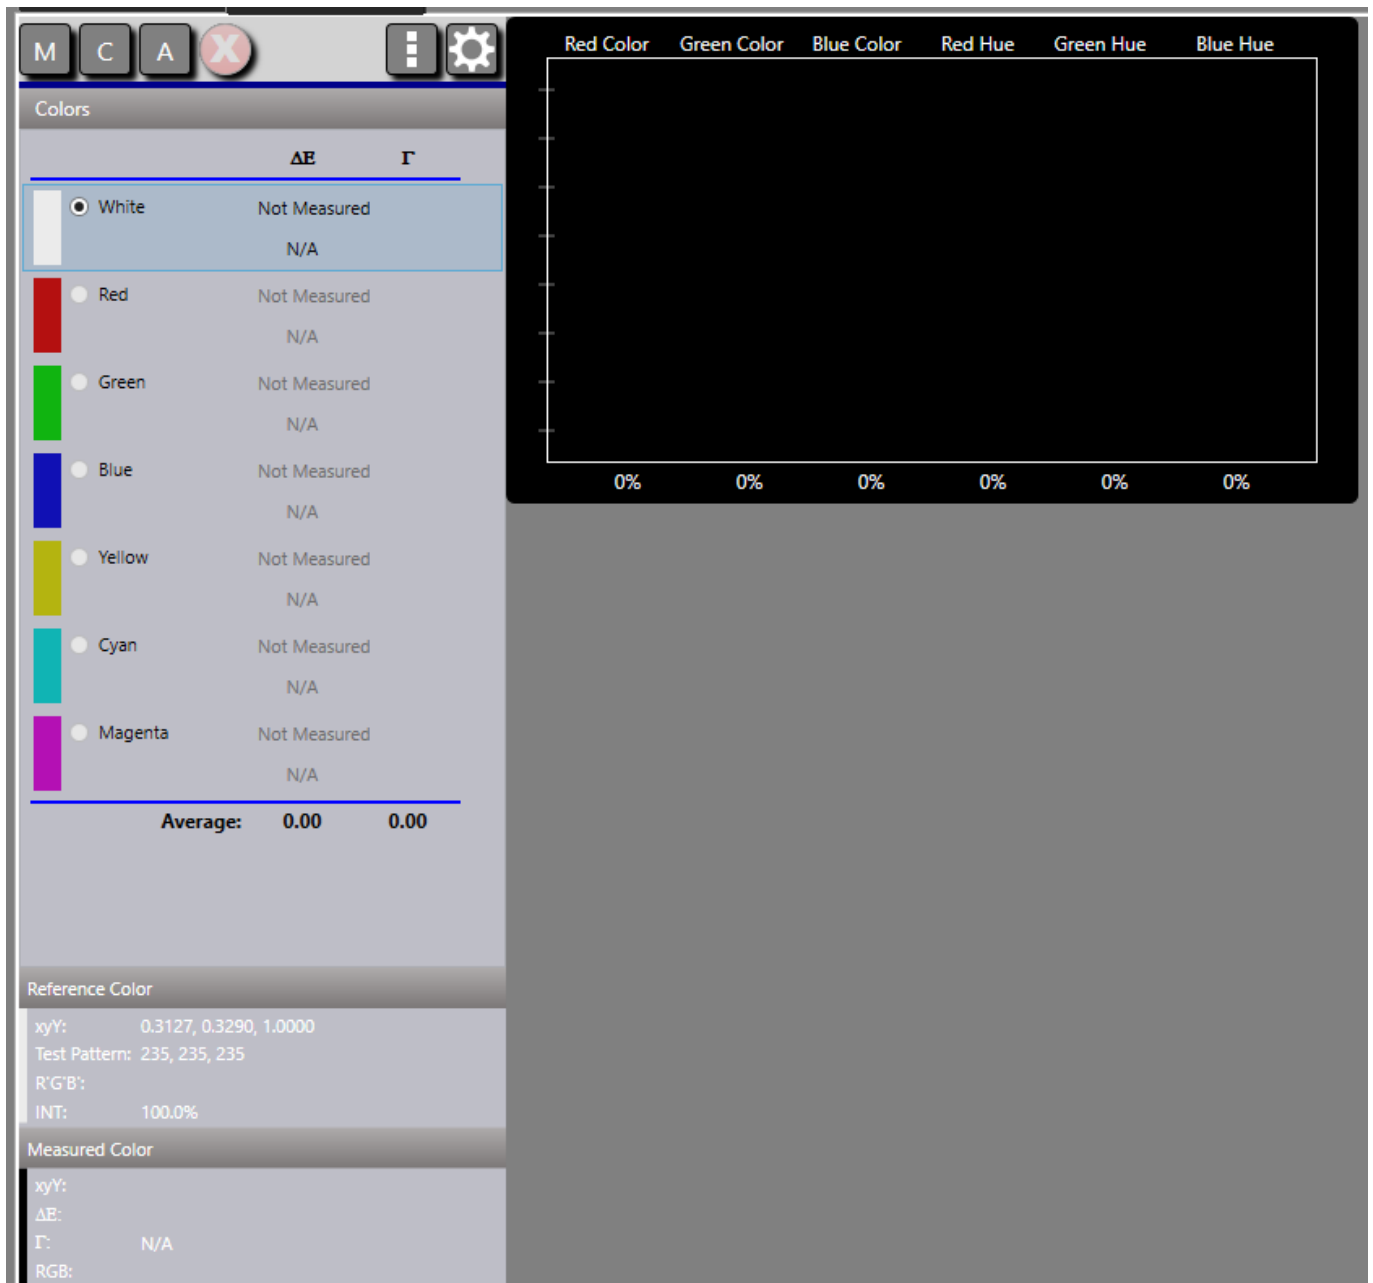 M C A X
Colors
ΔE Γ
White Not Measured
N/A
Red Not Measured
N/A
Green Not Measured
N/A
Blue Not Measured
N/A
Yellow Not Measured
N/A
Cyan Not Measured
N/A
Magenta Not Measured
N/A
Average: 0.00 0.00
Reference Color
xyY: 0.3127, 0.3290, 1.0000
Test Pattern: 235, 235, 235
R'G'B':
INT: 100.0%
Measured Color
xyY:
ΔE:
Γ: N/A
RGB:
Red Color Green Color Blue Color Red Hue Green Hue Blue Hue
0% 0% 0% 0% 0% 0%